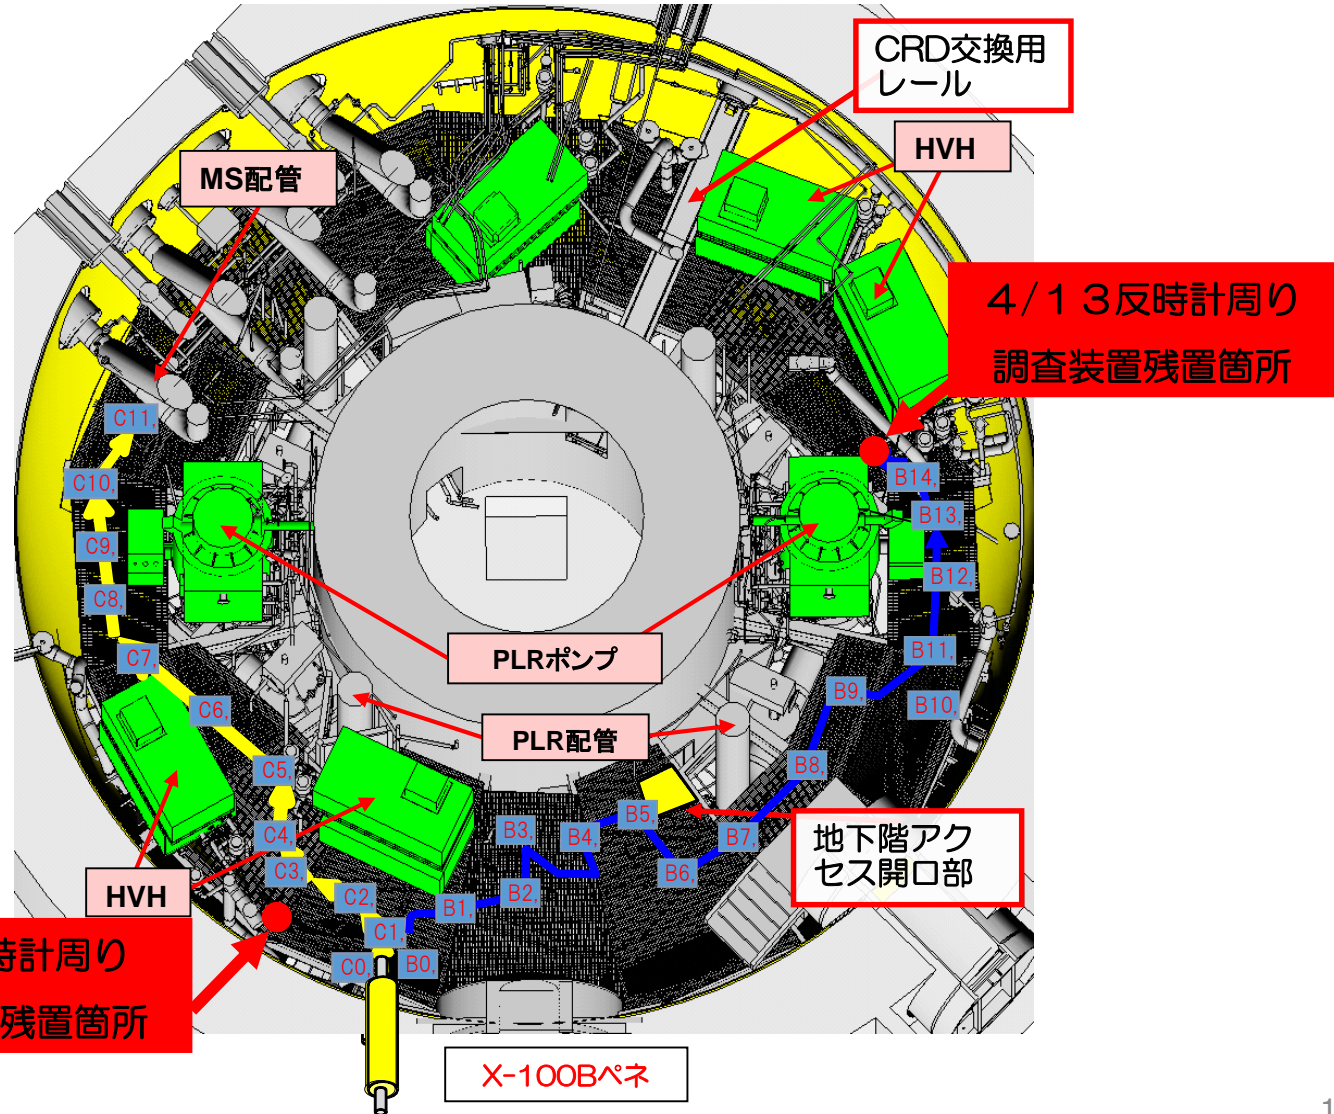 CRD交換用
レール
HVH
MS配管
4/13反時計周り
調査装置残置箇所
C11,
C10,
B14,
B13,
C9,
B12,
C8,
PLRポンプ
B11,
C7,
B9,
B10,
C6,
PLR配管
C5,
B8,
B5,
B3,
B4,
C4,
B7,
地下階アク
セス開口部
C3,
B6,
HVH
C2,
B2,
B1,
C1,
時計周り
残置箇所
C0,
B0,
X-100Bペネ
1